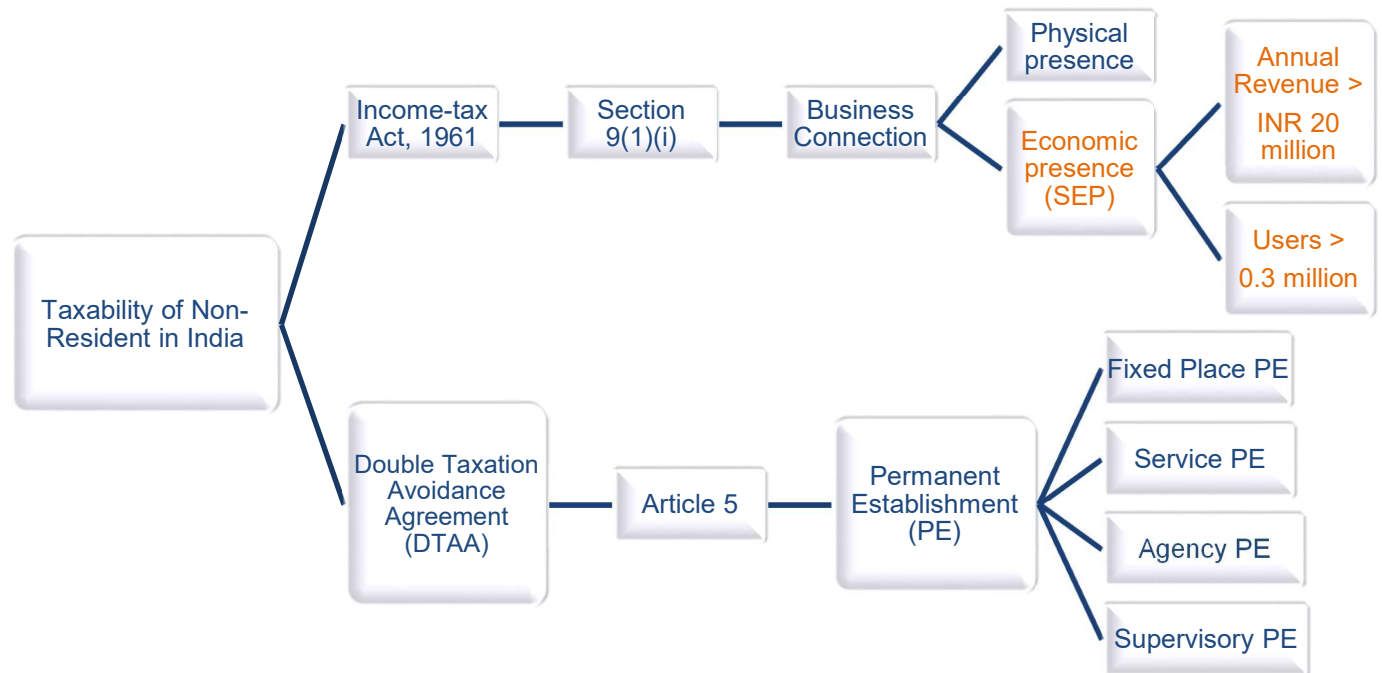 Taxability of Non-
Resident in India
Income-tax
Act, 1961
Section
9(1)(i)
Business
Connection
Physical
presence
Economic
presence
(SEP)
Annual
Revenue >
INR 20
million
Users >
0.3 million
Double Taxation
Avoidance
Agreement
(DTAA)
Article 5
Permanent
Establishment
(PE)
Fixed Place PE
Service PE
Agency PE
Supervisory PE